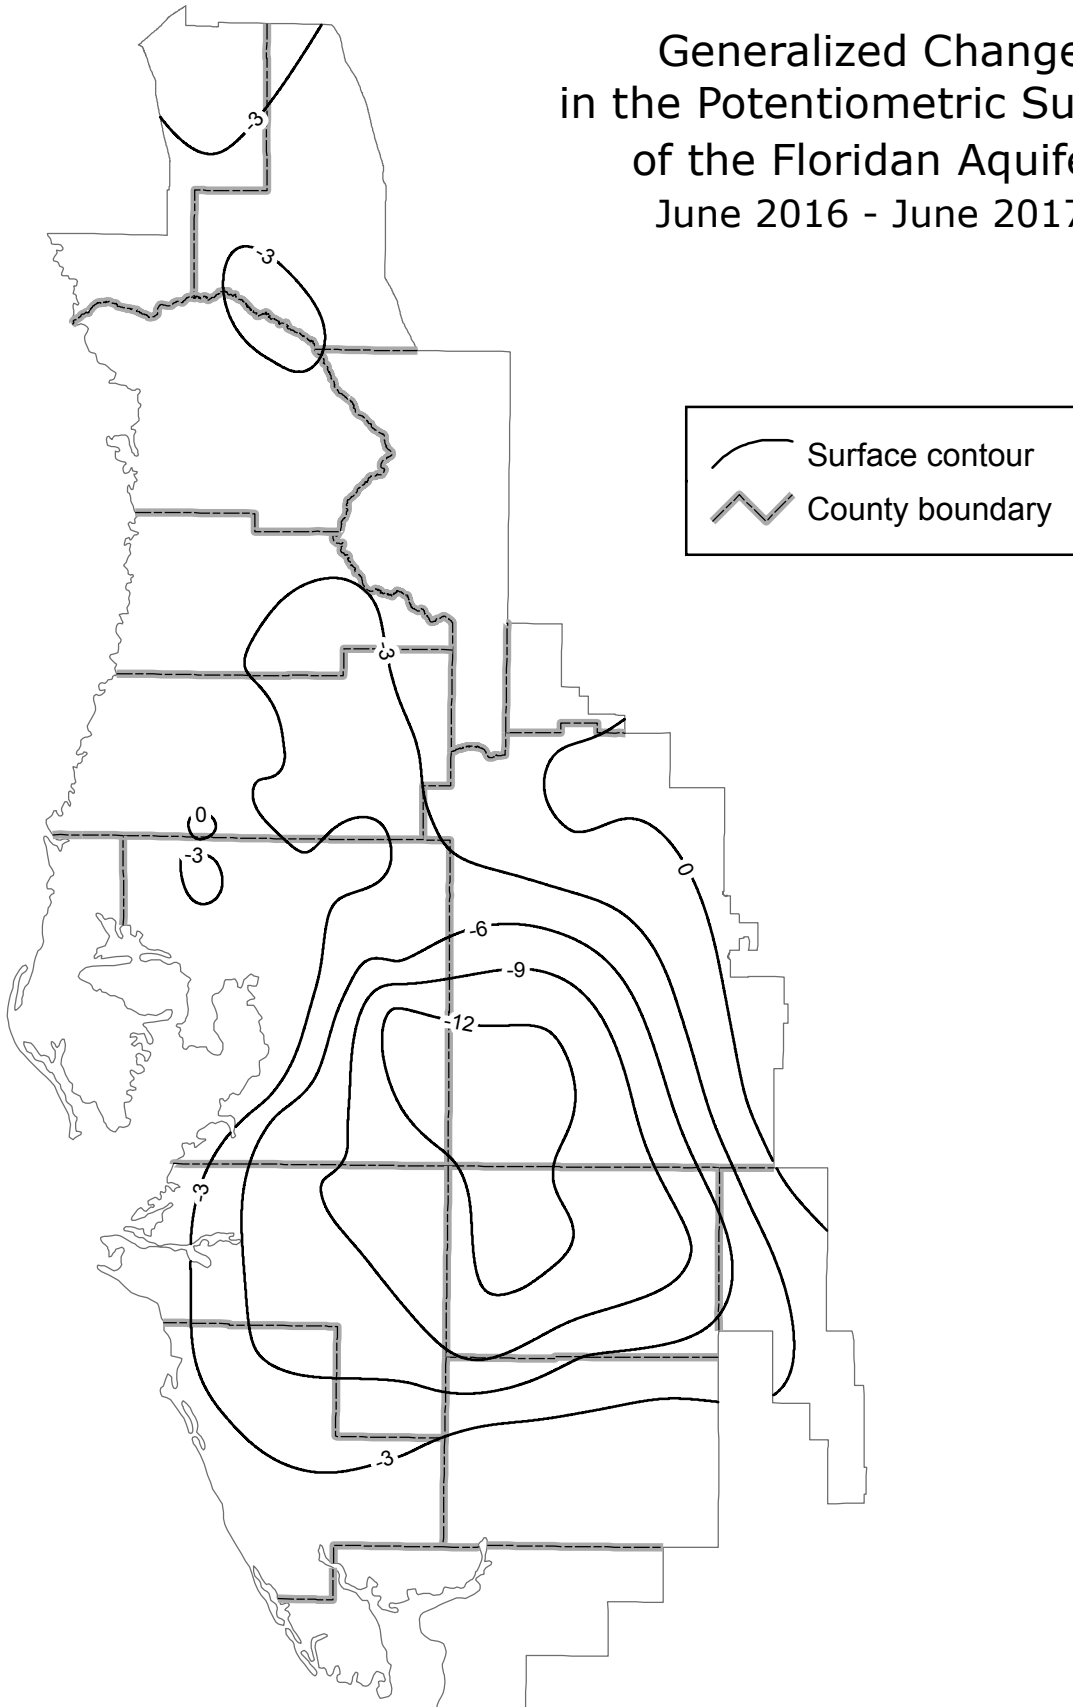 Generalized Change
in the Potentiometric Su
of the Floridan Aquife
June 2016 - June 2017
-3
-3
Surface contour
County boundary
-3
0
-3
0
-6
-9
-12
-3
-3